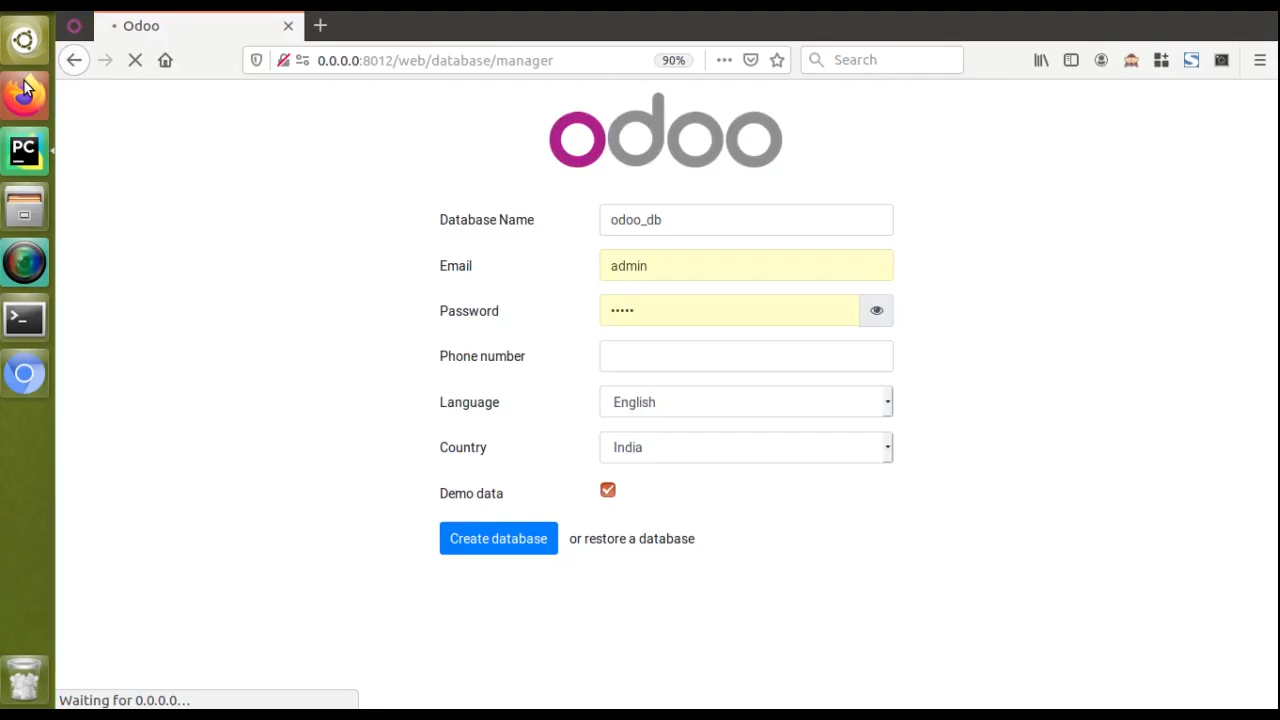 Odoo
0.0.0.0:8012/web/database/manager
90%
Search
odoo
Database Name
odoo_db
Email
admin
Password
•••••
Phone number
Language
English
Country
India
Demo data
Create database or restore a database
PC
>_
Waiting for 0.0.0.0...